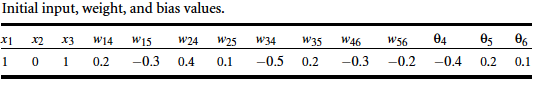 Initial input, weight, and bias values.
x1 x2 x3 w14 w15 w24 w25 w34 w35 w46 w56 θ4 θ5 θ6
1 0 1 0.2 −0.3 0.4 0.1 −0.5 0.2 −0.3 −0.2 −0.4 0.2 0.1